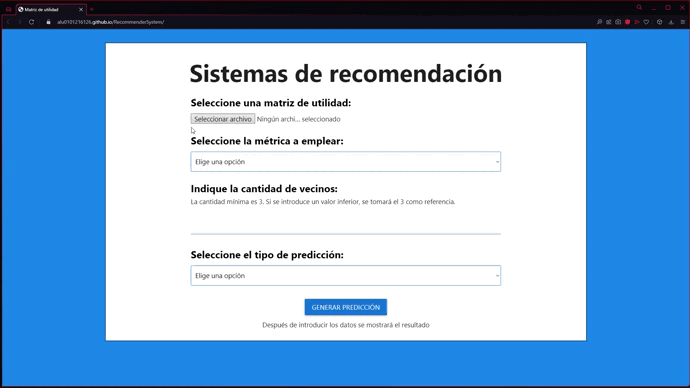 Matriz de utilidad
alu0101216126.github.io/RecommenderSystem/
Sistemas de recomendación
Seleccione una matriz de utilidad:
Seleccionar archivo Ningún archi... seleccionado
Seleccione la métrica a emplear:
Elige una opción
Indique la cantidad de vecinos:
La cantidad mínima es 3. Si se introduce un valor inferior, se tomará el 3 como referencia.
Seleccione el tipo de predicción:
Elige una opción
GENERAR PREDICCIÓN
Después de introducir los datos se mostrará el resultado